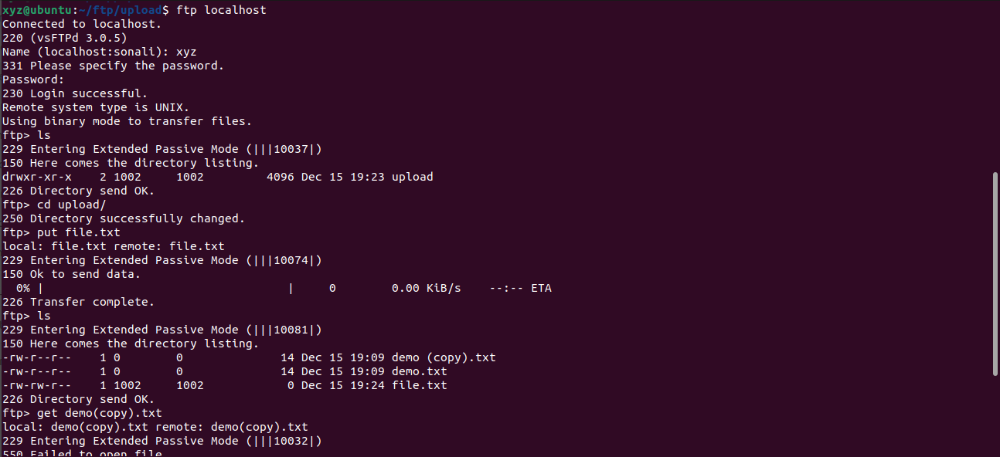 xyz@ubuntu:~/ftp/upload$ ftp localhost
Connected to localhost.
220 (vsFTPd 3.0.5)
Name (localhost:sonali): xyz
331 Please specify the password.
Password:
230 Login successful.
Remote system type is UNIX.
Using binary mode to transfer files.
ftp> ls
229 Entering Extended Passive Mode (|||10037|)
150 Here comes the directory listing.
drwxr-xr-x    2 1002     1002         4096 Dec 15 19:23 upload
226 Directory send OK.
ftp> cd upload/
250 Directory successfully changed.
ftp> put file.txt
local: file.txt remote: file.txt
229 Entering Extended Passive Mode (|||10074|)
150 Ok to send data.
  0% |                                   |     0        0.00 KiB/s    --:-- ETA
226 Transfer complete.
ftp> ls
229 Entering Extended Passive Mode (|||10081|)
150 Here comes the directory listing.
-rw-r--r--    1 0        0              14 Dec 15 19:09 demo (copy).txt
-rw-r--r--    1 0        0              14 Dec 15 19:09 demo.txt
-rw-rw-r--    1 1002     1002            0 Dec 15 19:24 file.txt
226 Directory send OK.
ftp> get demo(copy).txt
local: demo(copy).txt remote: demo(copy).txt
229 Entering Extended Passive Mode (|||10032|)
550 Failed to open file.